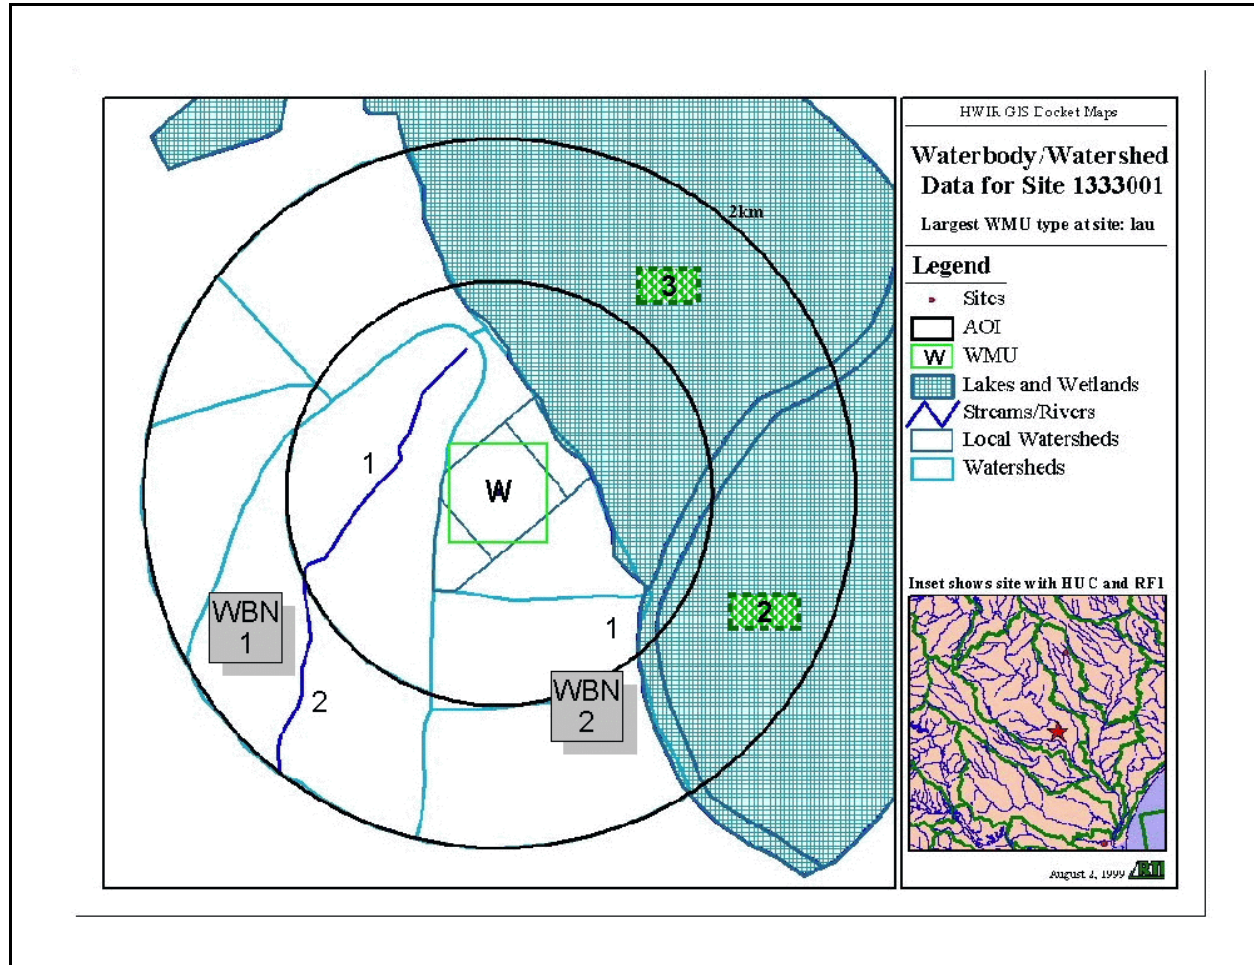 HWIR GIS Docket Maps
Waterbody/Watershed
Data for Site 1333001
Largest WMU type at site: lau
2km
3
Legend
Sites
AOI
W WMU
Lakes and Wetlands
Streams/Rivers
Local Watersheds
Watersheds
1
W
Inset shows site with HUC and RF1
WBN
1
1
2
2
WBN
2
August 2, 1999 RTI